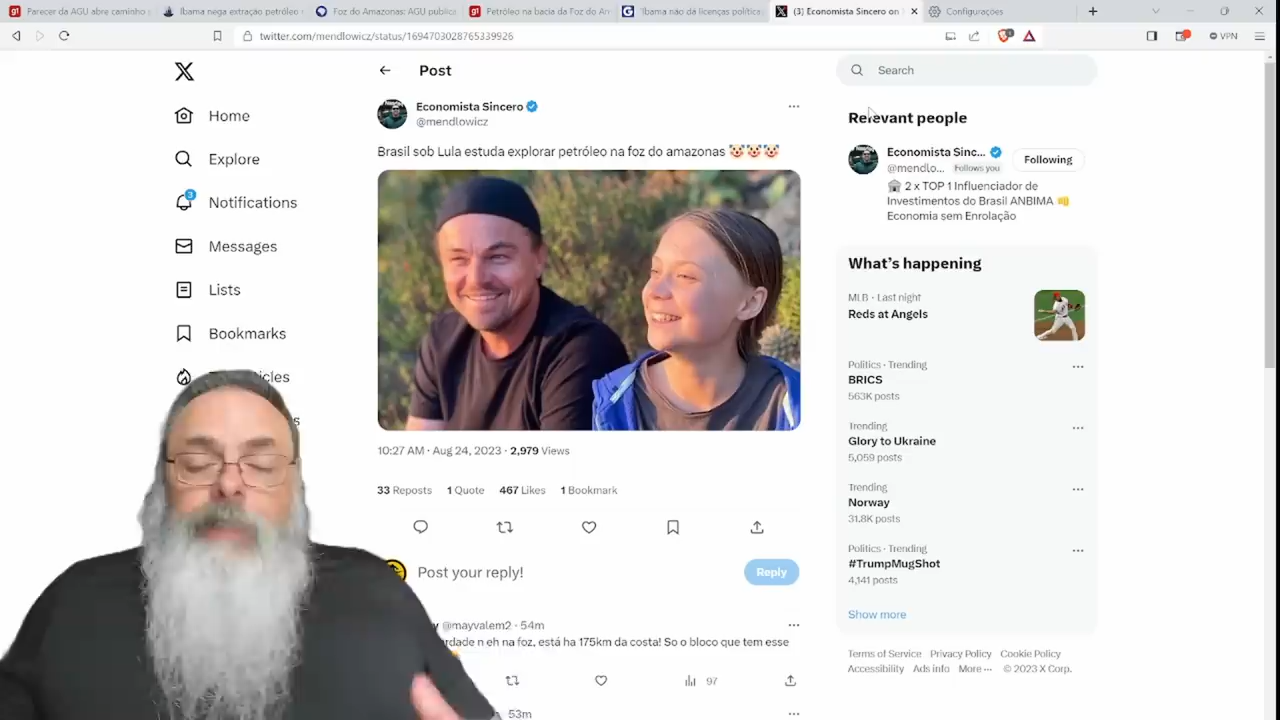 Parecer da AGU abre caminho
Ibama nega extração petróleo
Foz do Amazonas: AGU publica
Petróleo na bacia da Foz do Am
'Ibama não dá licenças política
(3) Economista Sincero on
Configurações
twitter.com/mendlowicz/status/1694703028765339926
VPN
Home
Explore
3
Notifications
Messages
Lists
Bookmarks
Post
Economista Sincero
@mendlowicz
Brasil sob Lula estuda explorar petróleo na foz do amazonas 🤡🤡🤡
10:27 AM · Aug 24, 2023 · 2,979 Views
33 Reposts 1 Quote 467 Likes 1 Bookmark
Post your reply!
Reply
@mayvalem2 · 54m
n eh na foz, está ha 175km da costa! So o bloco que tem esse
97
53m
Search
Relevant people
Economista Sinc...
@mendlo... Follows you
Following
🏛 2 x TOP 1 Influenciador de
Investimentos do Brasil ANBIMA 👊
Economia sem Enrolação
What's happening
MLB · Last night
Reds at Angels
Politics · Trending
BRICS
563K posts
Trending
Glory to Ukraine
5,059 posts
Trending
Norway
31.8K posts
Politics · Trending
#TrumpMugShot
4,141 posts
Show more
Terms of Service Privacy Policy Cookie Policy
Accessibility Ads info More ··· © 2023 X Corp.